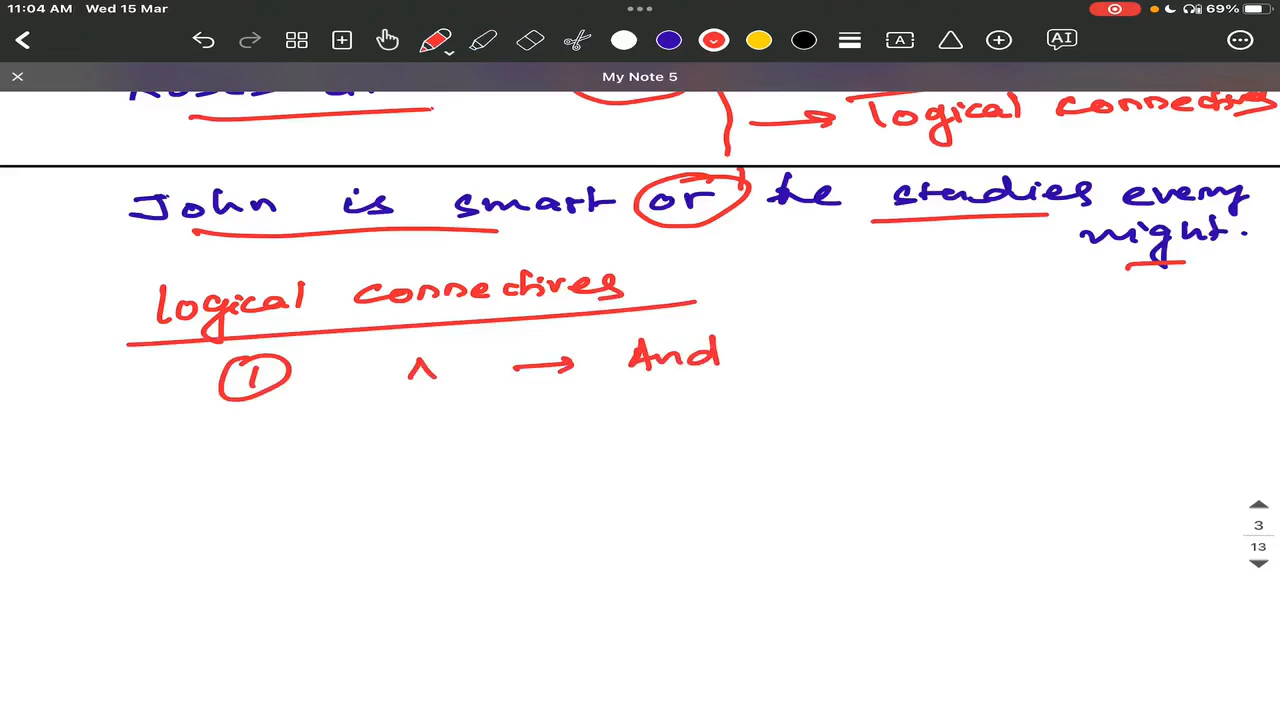 11:04 AM Wed 15 Mar
69%
A
AI
My Note 5
logical connectives
John is smart or he studies every
night.
logical connectives
1 ∧ → And
3
13